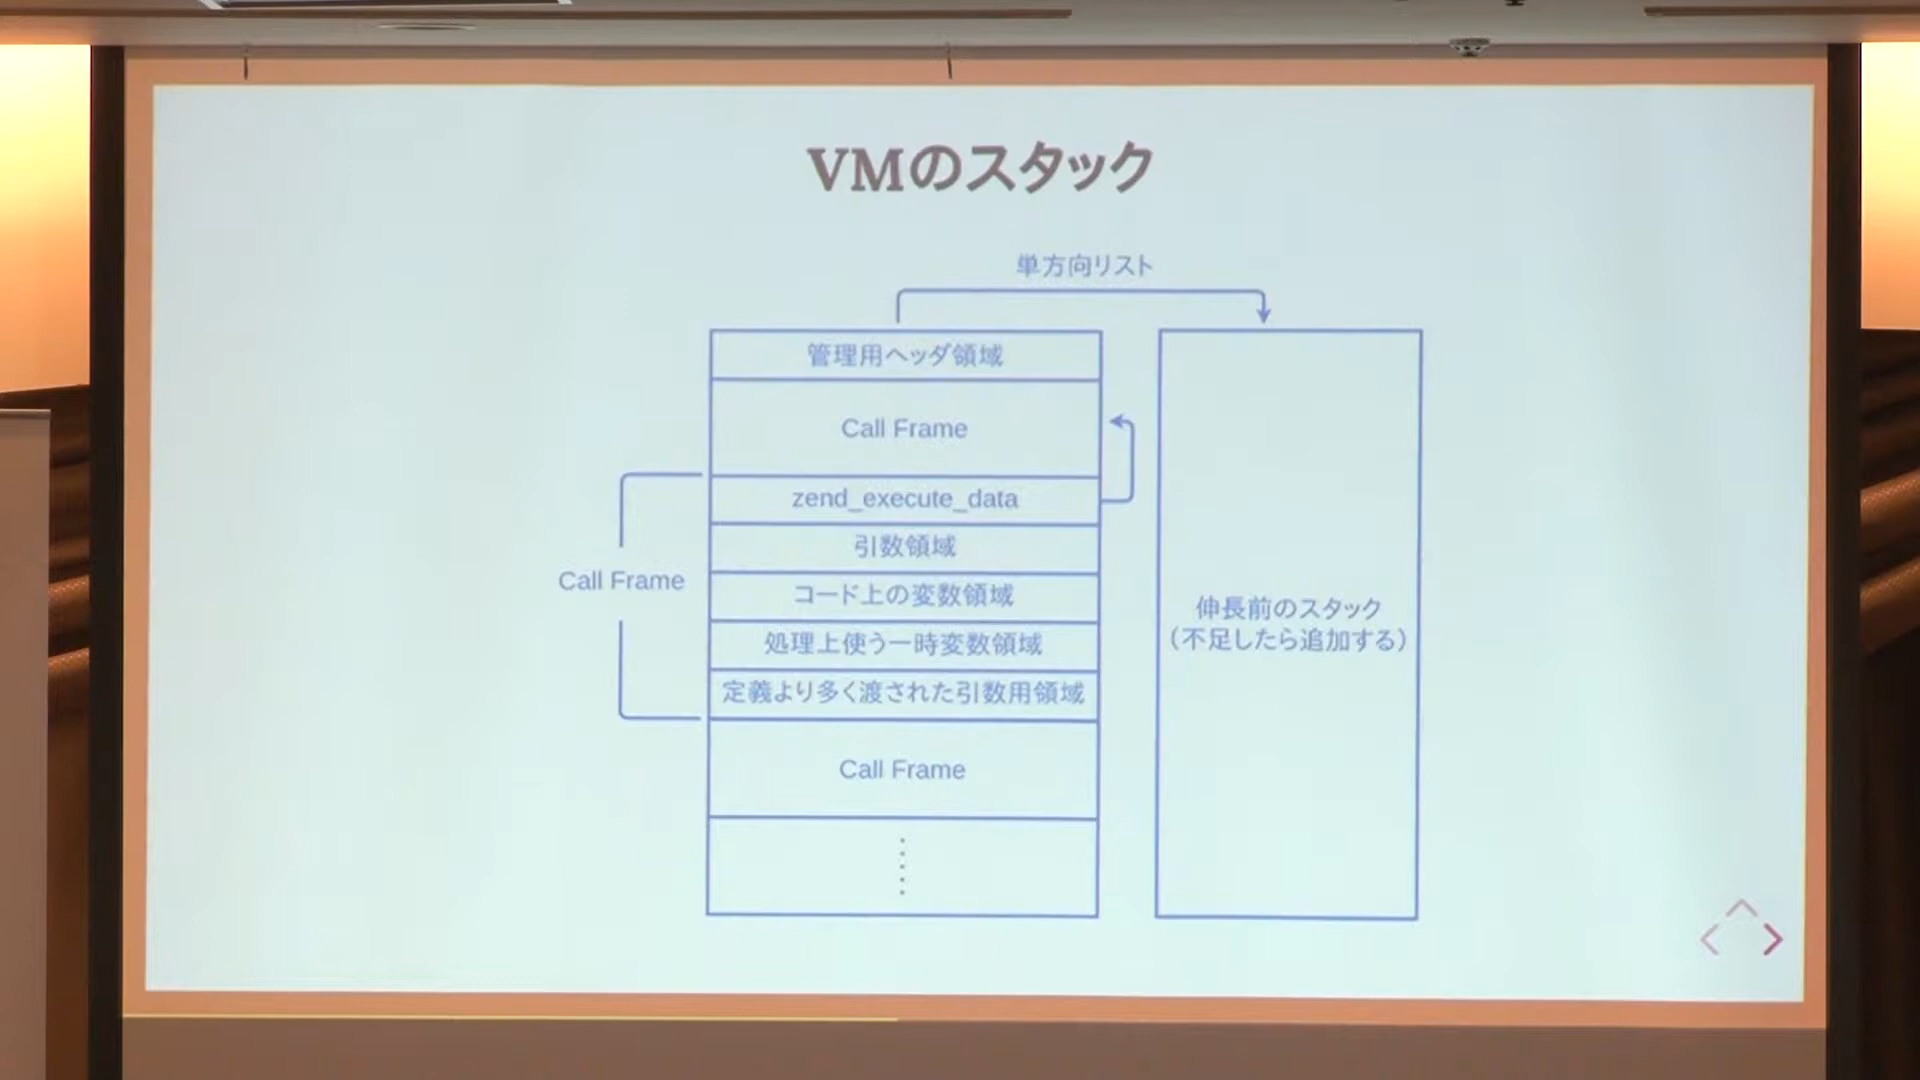 VMのスタック
単方向リスト
管理用ヘッダ領域
Call Frame
zend_execute_data
引数領域
Call Frame
コード上の変数領域
処理上使う一時変数領域
定義より多く渡された引数用領域
Call Frame
伸長前のスタック
（不足したら追加する）